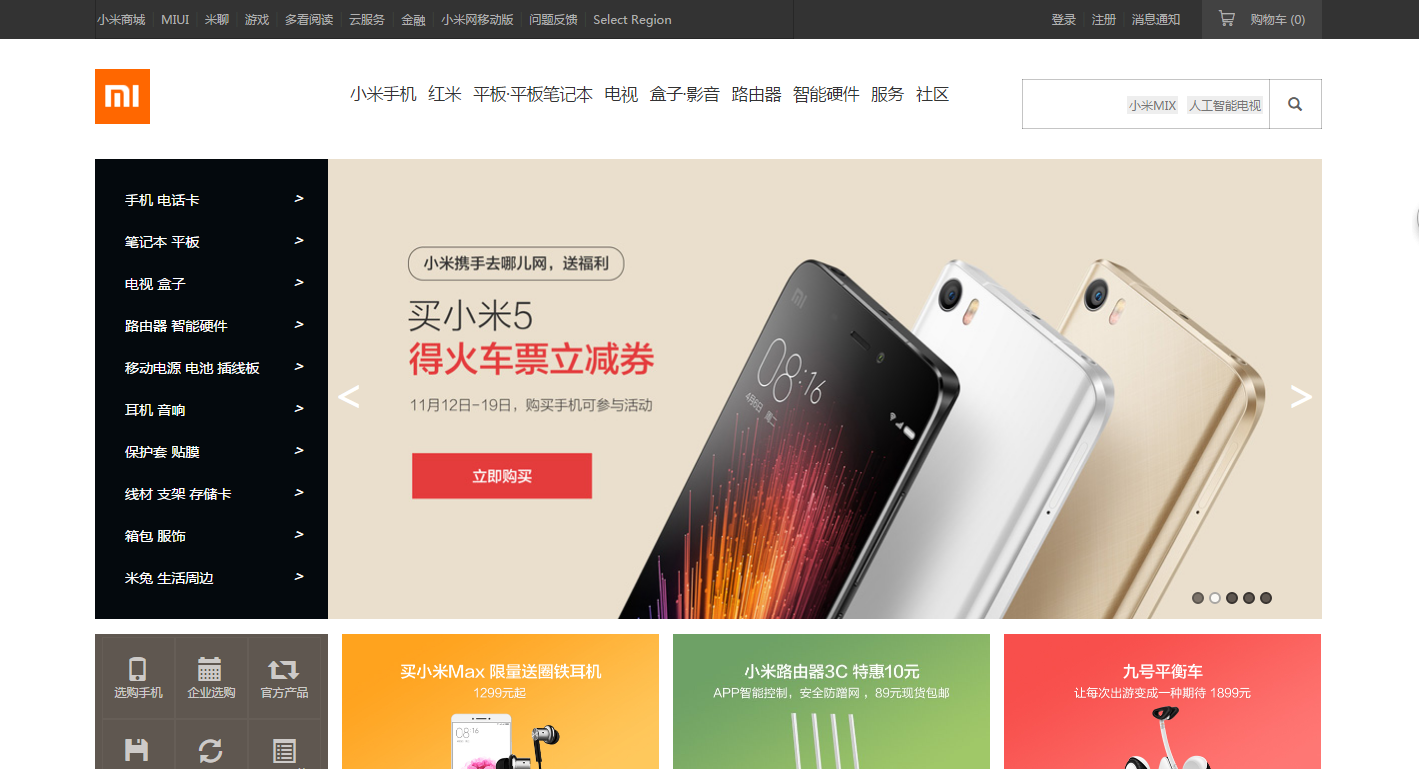 小米商城 MIUI 米聊 游戏 多看阅读 云服务 金融 小米网移动版 问题反馈 Select Region 登录 注册 消息通知 购物车 (0)
MI
小米手机 红米 平板·平板笔记本 电视 盒子·影音 路由器 智能硬件 服务 社区
小米MIX 人工智能电视
手机 电话卡 >
笔记本 平板 >
电视 盒子 >
路由器 智能硬件 >
移动电源 电池 插线板 >
耳机 音响 >
保护套 贴膜 >
线材 支架 存储卡 >
箱包 服饰 >
米兔 生活周边 >
小米携手去哪儿网，送福利
买小米5
得火车票立减券
11月12日-19日，购买手机可参与活动
立即购买
<
>
MI
08:16
4月6日 周二
选购手机 企业选购 官方产品
买小米Max 限量送圈铁耳机
1299元起
08:16
小米路由器3C 特惠10元
APP智能控制，安全防蹭网 ，89元现货包邮
九号平衡车
让每次出游变成一种期待 1899元